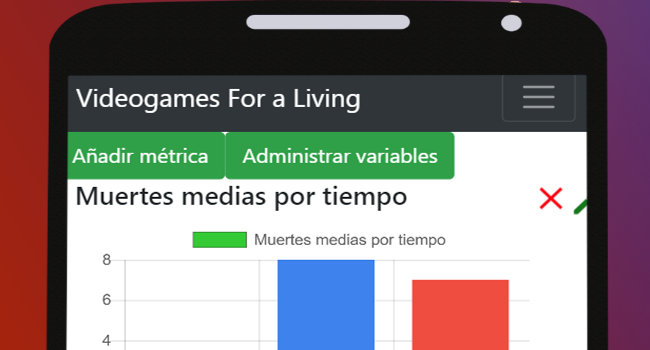 Videogames For a Living
Añadir métrica Administrar variables
Muertes medias por tiempo
Muertes medias por tiempo
8
6
4